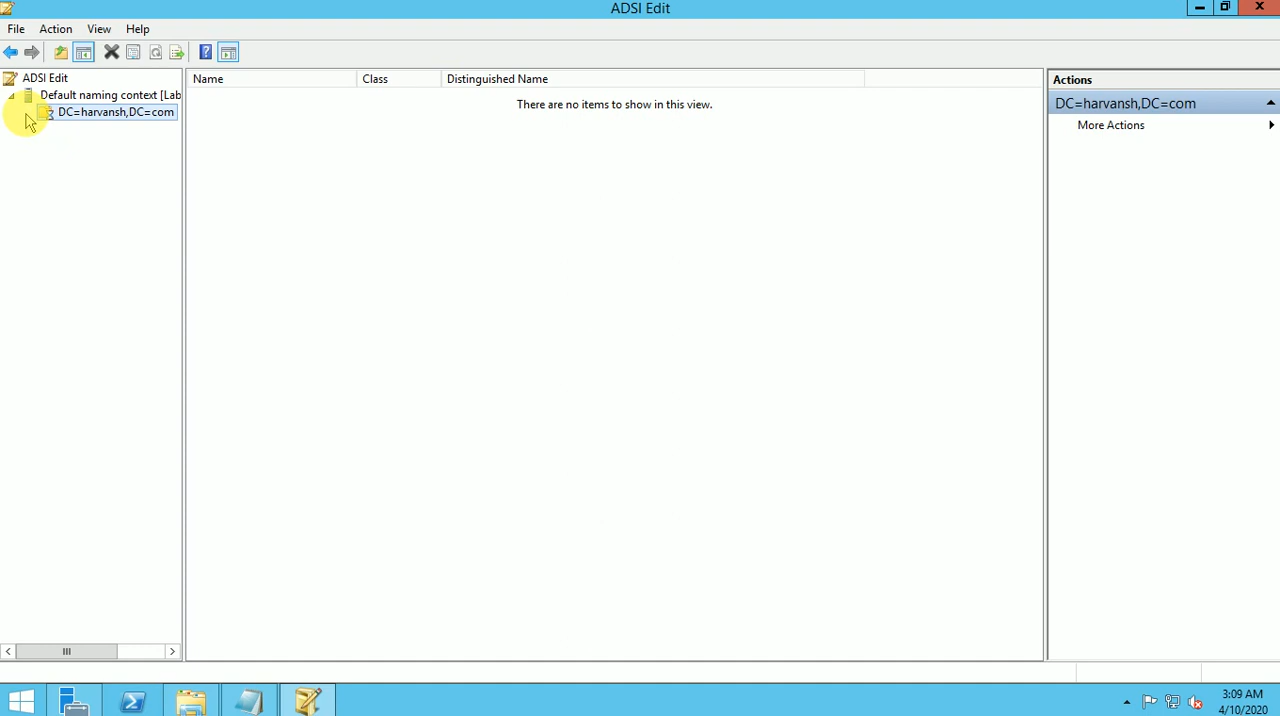 ADSI Edit
File Action View Help
ADSI Edit
Default naming context [Lab
DC=harvansh,DC=com
Name Class Distinguished Name
There are no items to show in this view.
Actions
DC=harvansh,DC=com
More Actions
3:09 AM
4/10/2020